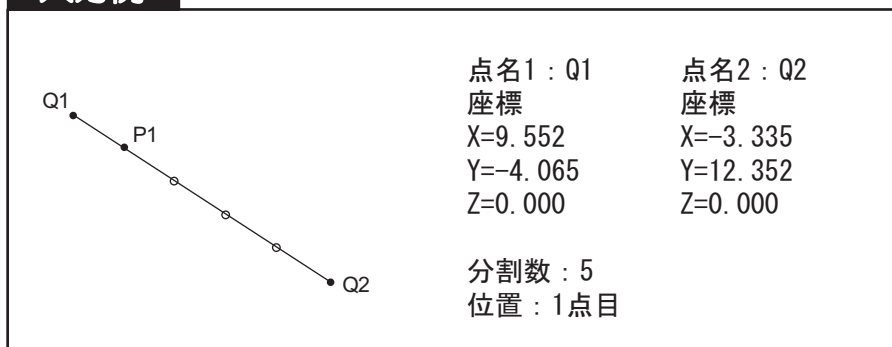 Q1
P1
Q2
点名1：Q1
座標
X=9.552
Y=-4.065
Z=0.000
点名2：Q2
座標
X=-3.335
Y=12.352
Z=0.000
分割数：5
位置：1点目